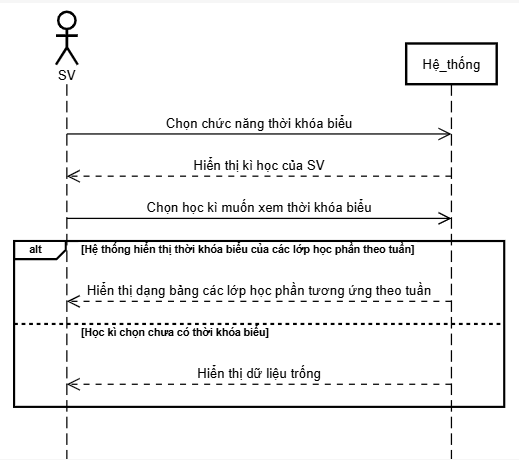 SV
Hệ_thống
Chọn chức năng thời khóa biểu
Hiển thị kì học của SV
Chọn học kì muốn xem thời khóa biểu
alt
[Hệ thống hiển thị thời khóa biểu của các lớp học phần theo tuần]
Hiển thị dạng bảng các lớp học phần tương ứng theo tuần
[Học kì chọn chưa có thời khóa biểu]
Hiển thị dữ liệu trống